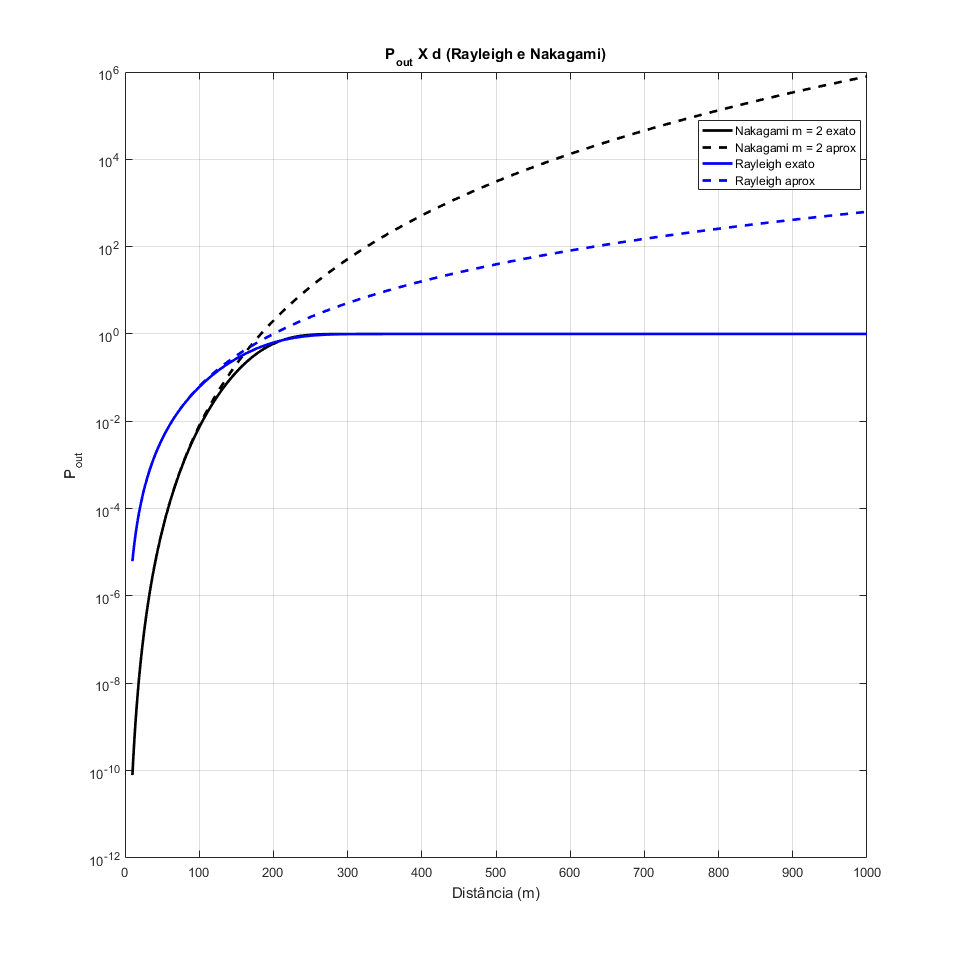 P_out X d (Rayleigh e Nakagami)
10^6
10^4
10^2
10^0
10^-2
10^-4
10^-6
10^-8
10^-10
10^-12
P_out
Nakagami m = 2 exato
Nakagami m = 2 aprox
Rayleigh exato
Rayleigh aprox
0 100 200 300 400 500 600 700 800 900 1000
Distância (m)